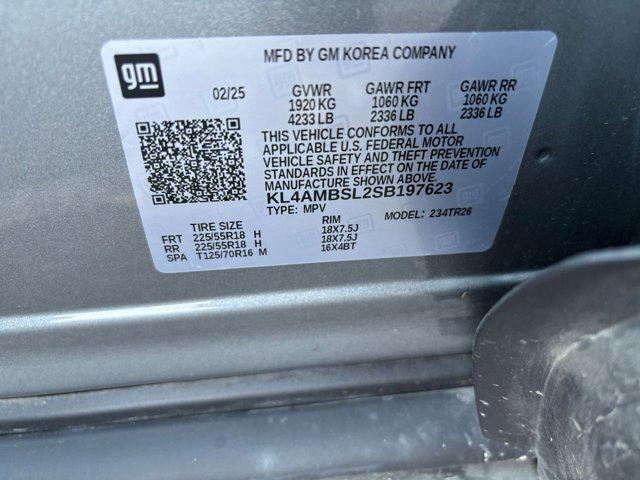 gm
MFD BY GM KOREA COMPANY
02/25 GVWR GAWR FRT GAWR RR
1920 KG 1060 KG 1060 KG
4233 LB 2336 LB 2336 LB
THIS VEHICLE CONFORMS TO ALL
APPLICABLE U.S. FEDERAL MOTOR
VEHICLE SAFETY AND THEFT PREVENTION
STANDARDS IN EFFECT ON THE DATE OF
MANUFACTURE SHOWN ABOVE.
KL4AMBSL2SB197623
TYPE: MPV MODEL: 234TR26
TIRE SIZE RIM
FRT 225/55R18 H 18X7.5J
RR 225/55R18 H 18X7.5J
SPA T125/70R16 M 16X4BT